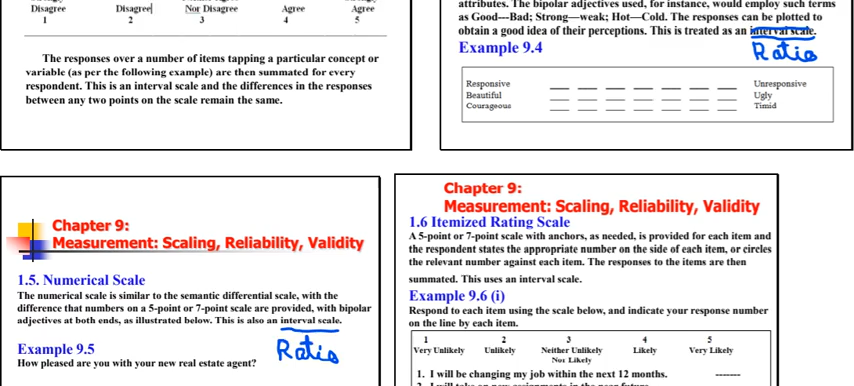 Disagree
Disagree
Not Disagree
Agree
Agree
1
2
3
4
5
The responses over a number of items tapping a particular concept or
variable (as per the following example) are then summated for every
respondent. This is an interval scale and the differences in the responses
between any two points on the scale remain the same.
attributes. The bipolar adjectives used, for instance, would employ such terms
as Good---Bad; Strong—weak; Hot—Cold. The responses can be plotted to
obtain a good idea of their perceptions. This is treated as an interval scale.
Example 9.4
Ratio
Responsive
Unresponsive
Beautiful
Ugly
Courageous
Timid
Chapter 9:
Measurement: Scaling, Reliability, Validity
1.5. Numerical Scale
The numerical scale is similar to the semantic differential scale, with the
difference that numbers on a 5-point or 7-point scale are provided, with bipolar
adjectives at both ends, as illustrated below. This is also an interval scale.
Ratio
Example 9.5
How pleased are you with your new real estate agent?
Chapter 9:
Measurement: Scaling, Reliability, Validity
1.6 Itemized Rating Scale
A 5-point or 7-point scale with anchors, as needed, is provided for each item and
the respondent states the appropriate number on the side of each item, or circles
the relevant number against each item. The responses to the items are then
summated. This uses an interval scale.
Example 9.6 (i)
Respond to each item using the scale below, and indicate your response number
on the line by each item.
1 2 3 4 5
Very Unlikely Unlikely Neither Unlikely Likely Very Likely
Not Likely
1. I will be changing my job within the next 12 months. -------